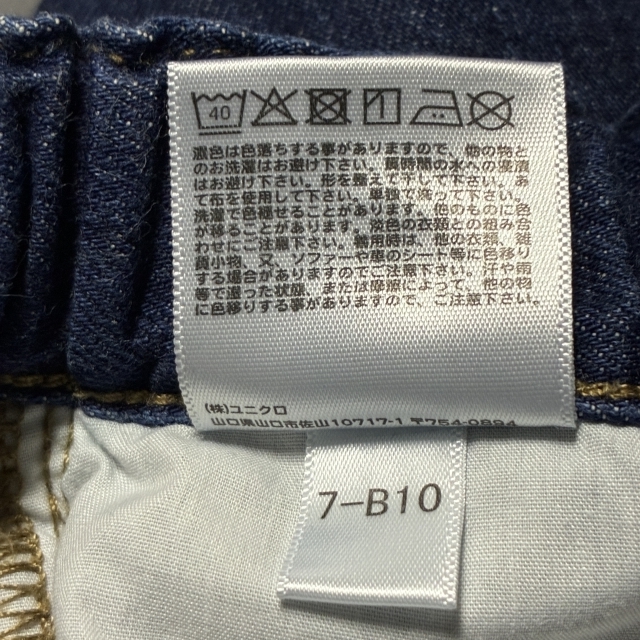 40
濃色は色落ちする事がありますので、他の物と
のお洗濯はお避け下さい。長時間の水への浸漬
はお避け下さい。形を整えて干して下さい。あ
て布を使用して下さい。単独で洗って下さい。
洗濯で色褪せることがあります。他のものに色
が移ることがあります。淡色の衣類との組み合
わせにご注意下さい。着用時は、他の衣類、雑
貨小物、又、ソファーや車のシート等に色移り
する場合がありますのでご注意下さい。汗や雨
等で湿った状態、または摩擦によって、他の物
に色移りする事がありますのでご注意下さい。
(株)ユニクロ
山口県山口市佐山10717-1 〒754-0894
7-B10